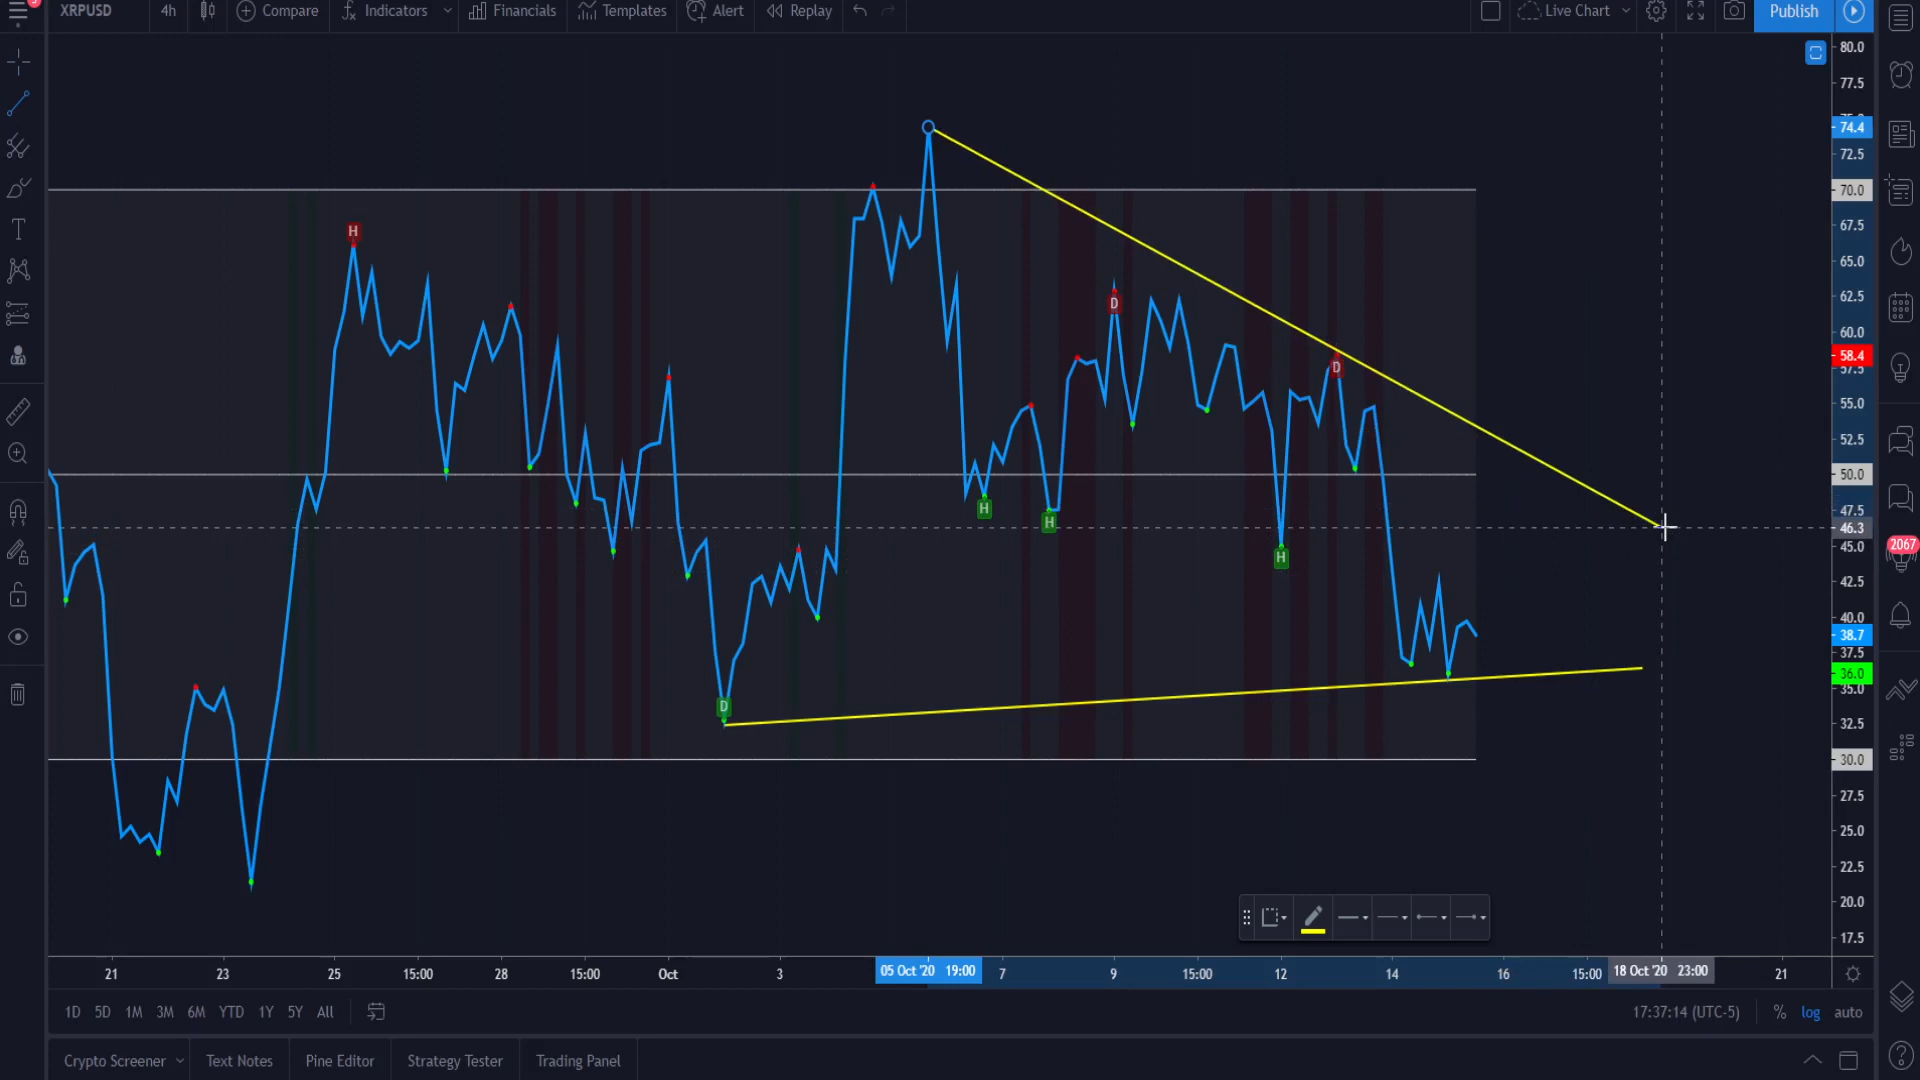 XRPUSD 4h Compare Indicators Financials Templates Alert Replay Live Chart Publish
80.0
77.5
74.4
72.5
70.0
H
67.5
65.0
D
62.5
60.0
58.4
57.5
D
55.0
52.5
50.0
H
47.5
H
46.3
45.0
2067
H
42.5
40.0
38.7
37.5
36.0
35.0
D
32.5
30.0
27.5
25.0
22.5
20.0
17.5
21 23 25 15:00 28 15:00 Oct 3 05 Oct '20 19:00 7 9 15:00 12 14 16 15:00 18 Oct '20 23:00 21
1D 5D 1M 3M 6M YTD 1Y 5Y All 17:37:14 (UTC-5) % log auto
Crypto Screener Text Notes Pine Editor Strategy Tester Trading Panel